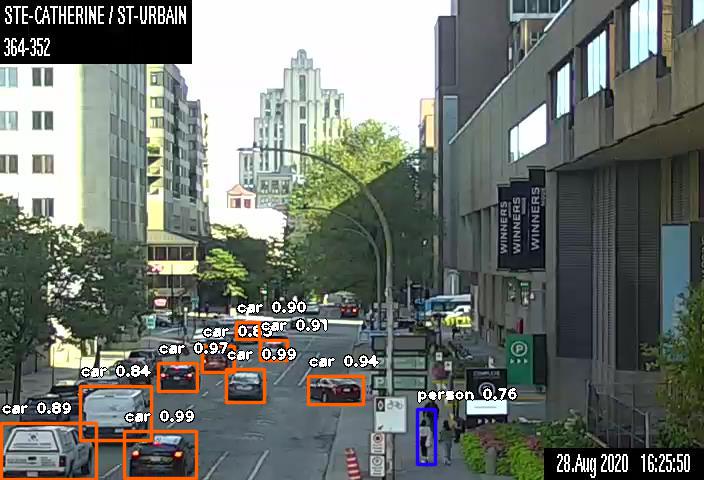 STE-CATHERINE / ST-URBAIN
364-352
WINNERS
WINNERS
WINNERS
car 0.90
car 0.91
car 0.97
car 0.99
car 0.94
car 0.84
person 0.76
car 0.89
car 0.99
P
COMPLEXE
28.Aug 2020 16:25:50